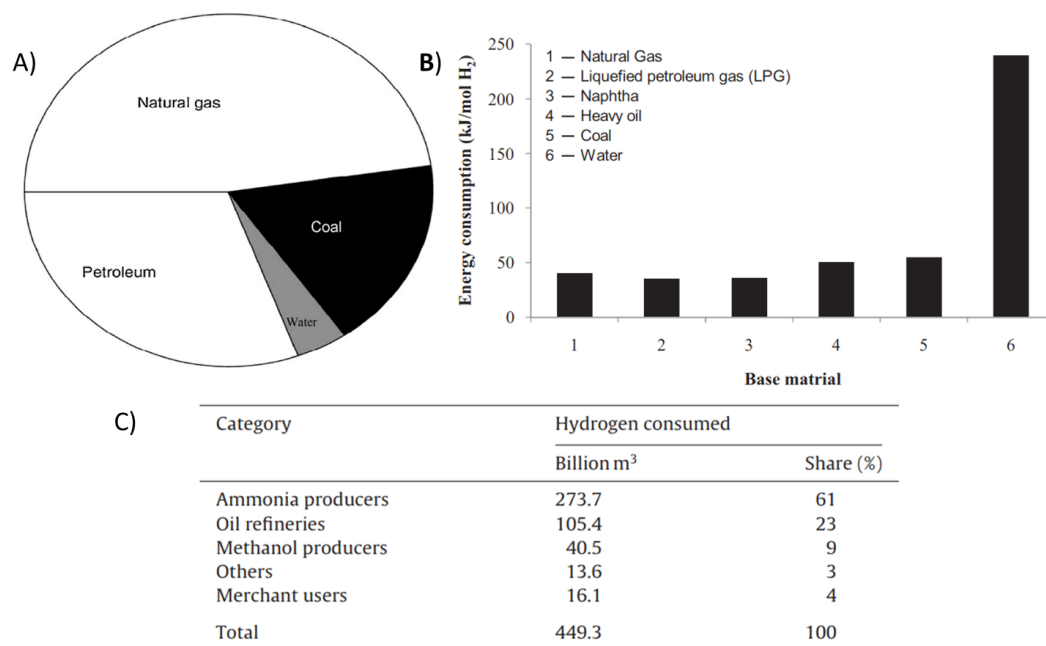 A)
Natural gas
Coal
Petroleum
Water
B)
Energy consumption (kJ/mol H2)
250
200
150
100
50
0
1 — Natural Gas
2 — Liquefied petroleum gas (LPG)
3 — Naphtha
4 — Heavy oil
5 — Coal
6 — Water
1 2 3 4 5 6
Base matrial
C)
Category Hydrogen consumed
Billion m³ Share (%)
Ammonia producers 273.7 61
Oil refineries 105.4 23
Methanol producers 40.5 9
Others 13.6 3
Merchant users 16.1 4
Total 449.3 100